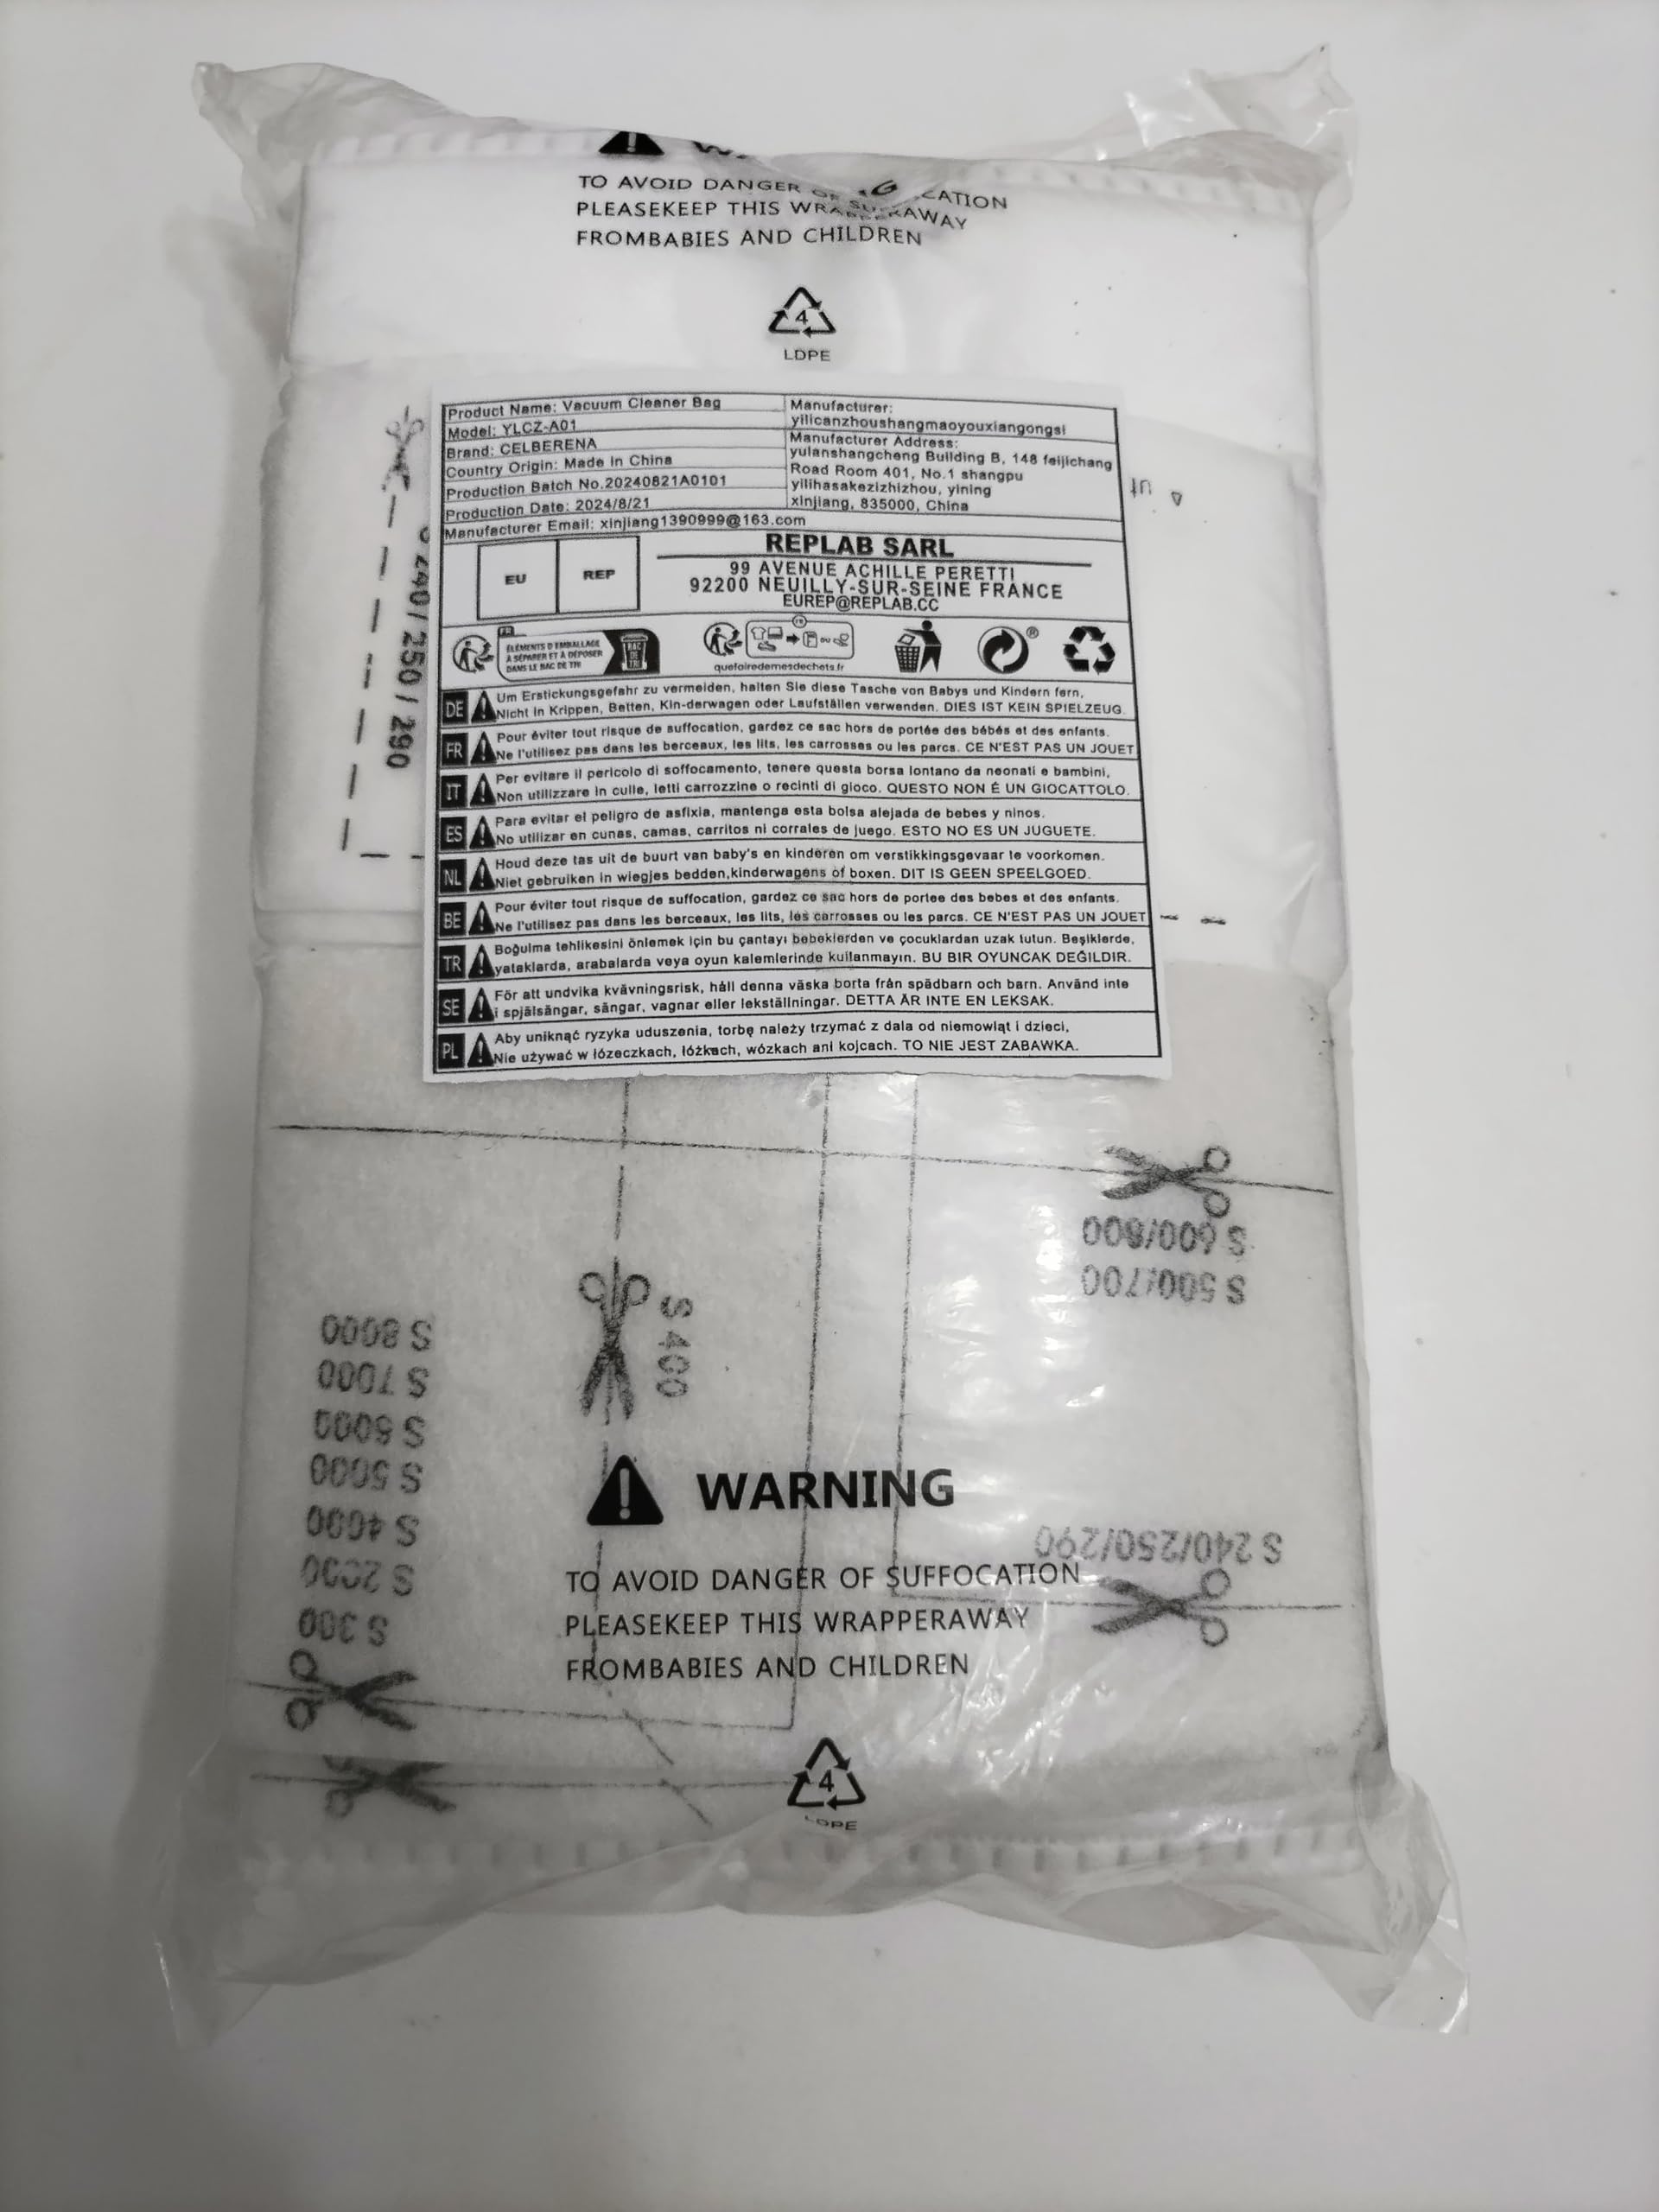 TO AVOID DANGER OF CATION
PLEASEKEEP THIS WRAPPERAWAY
FROMBABIES AND CHILDREN
4
LDPE
Product Name: Vacuum Cleaner Bag
Model: YLCZ-A01
Brand: CELBERENA
Country Origin: Made In China
Production Batch No.20240821A0101
Production Date: 2024/8/21
Manufacturer:
yilicanzhoushangmaoyouxiangongsi
Manufacturer Address:
yulanshangcheng Building B, 148 feijichang
Road Room 401, No.1 shangpu
yilihasakezizhizhou, yining
xinjiang, 835000, China
Manufacturer Email: xinjiang1390999@163.com
EU REP
REPLAB SARL
99 AVENUE ACHILLE PERETTI
92200 NEUILLY-SUR-SEINE FRANCE
EUREP@REPLAB.CC
FR
ÉLÉMENTS D'EMBALLAGE
À SÉPARER ET À DÉPOSER
DANS LE BAC DE TRI
BAC
DE
TRI
FR
ou
quefairedemesdechets.fr
®
DE Um Erstickungsgefahr zu vermeiden, halten Sie diese Tasche von Babys und Kindern fern,
Nicht in Krippen, Betten, Kin-derwagen oder Laufställen verwenden. DIES IST KEIN SPIELZEUG.
FR Pour éviter tout risque de suffocation, gardez ce sac hors de portée des bébés et des enfants.
Ne l'utilisez pas dans les berceaux, les lits, les carrosses ou les parcs. CE N'EST PAS UN JOUET
IT Per evitare il pericolo di soffocamento, tenere questa borsa lontano da neonati e bambini,
Non utilizzare in culle, letti carrozzine o recinti di gioco. QUESTO NON É UN GIOCATTOLO.
ES Para evitar el peligro de asfixia, mantenga esta bolsa alejada de bebes y ninos.
No utilizar en cunas, camas, carritos ni corrales de juego. ESTO NO ES UN JUGUETE.
NL Houd deze tas uit de buurt van baby's en kinderen om verstikkingsgevaar te voorkomen.
Niet gebruiken in wiegjes bedden,kinderwagens of boxen. DIT IS GEEN SPEELGOED.
BE Pour éviter tout risque de suffocation, gardez ce sac hors de portee des bebes et des enfants.
Ne l'utilisez pas dans les berceaux, les lits, les carrosses ou les parcs. CE N'EST PAS UN JOUET
TR Boğulma tehlikesini önlemek için bu çantayı bebeklerden ve çocuklardan uzak tutun. Beşiklerde,
yataklarda, arabalarda veya oyun kalemlerinde kullanmayın. BU BIR OYUNCAK DEĞILDIR.
SE För att undvika kvävningsrisk, håll denna väska borta från spädbarn och barn. Använd inte
i spjälsängar, sängar, vagnar eller lekställningar. DETTA ÄR INTE EN LEKSAK.
PL Aby uniknąć ryzyka uduszenia, torbę należy trzymać z dala od niemowląt i dzieci,
Nie używać w łózeczkach, łóżkach, wózkach ani kojcach. TO NIE JEST ZABAWKA.
240 / 250 / 290
S 600/800
S 500/700
S 400
S 8000
S 7000
S 6000
S 5000
S 4000
S 2000
S 300
S 240/250/290
WARNING
TO AVOID DANGER OF SUFFOCATION
PLEASEKEEP THIS WRAPPERAWAY
FROMBABIES AND CHILDREN
4
LDPE